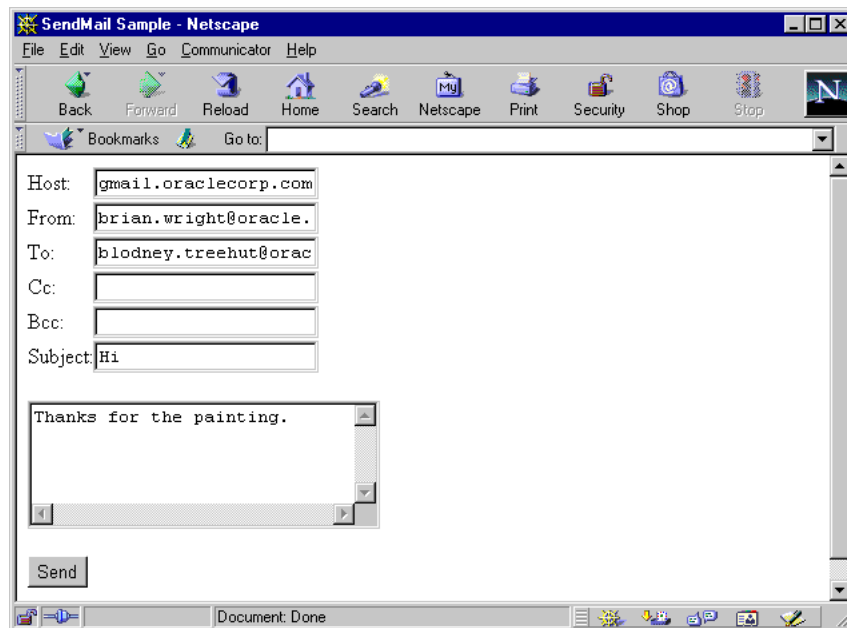 SendMail Sample - Netscape
File Edit View Go Communicator Help
Back Forward Reload Home Search Netscape Print Security Shop Stop
My
N
Bookmarks Go to:
Host: gmail.oraclecorp.com
From: brian.wright@oracle.
To: blodney.treehut@orac
Cc:
Bcc:
Subject: Hi
Thanks for the painting.
Send
Document: Done